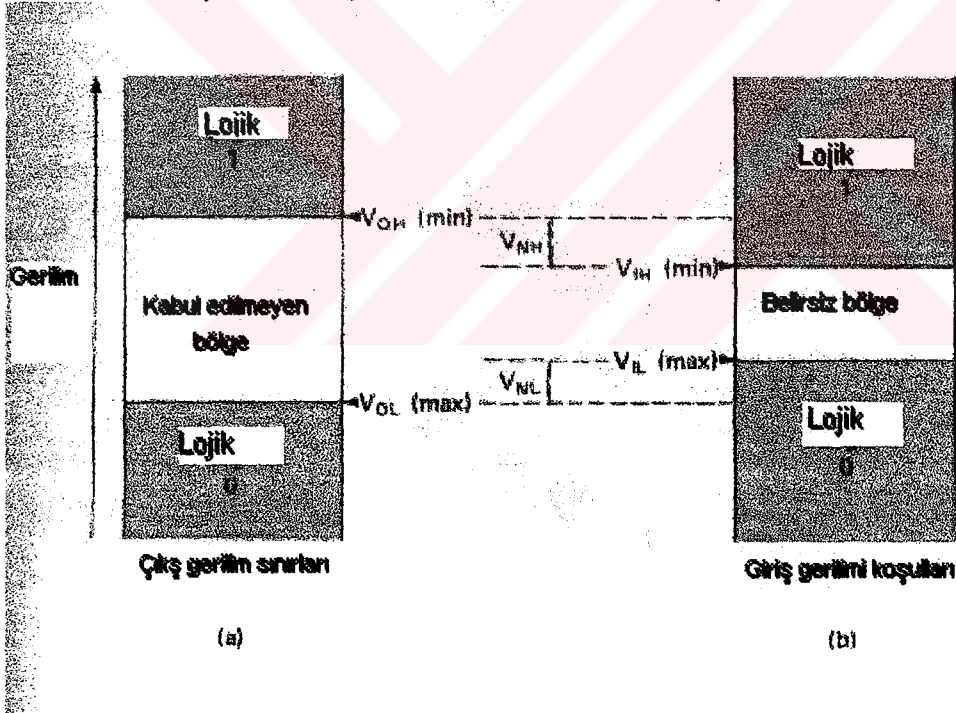 Lojik
1
Lojik
1
V_OH (min)
V_NH
V_IH (min)
Gerilim
Kabul edilmeyen
bölge
Belirsiz bölge
V_IL (max)
V_NL
V_OL (max)
Lojik
0
Lojik
0
Çıkş gerilim sınırları
Giriş gerilimi koşulları
(a)
(b)